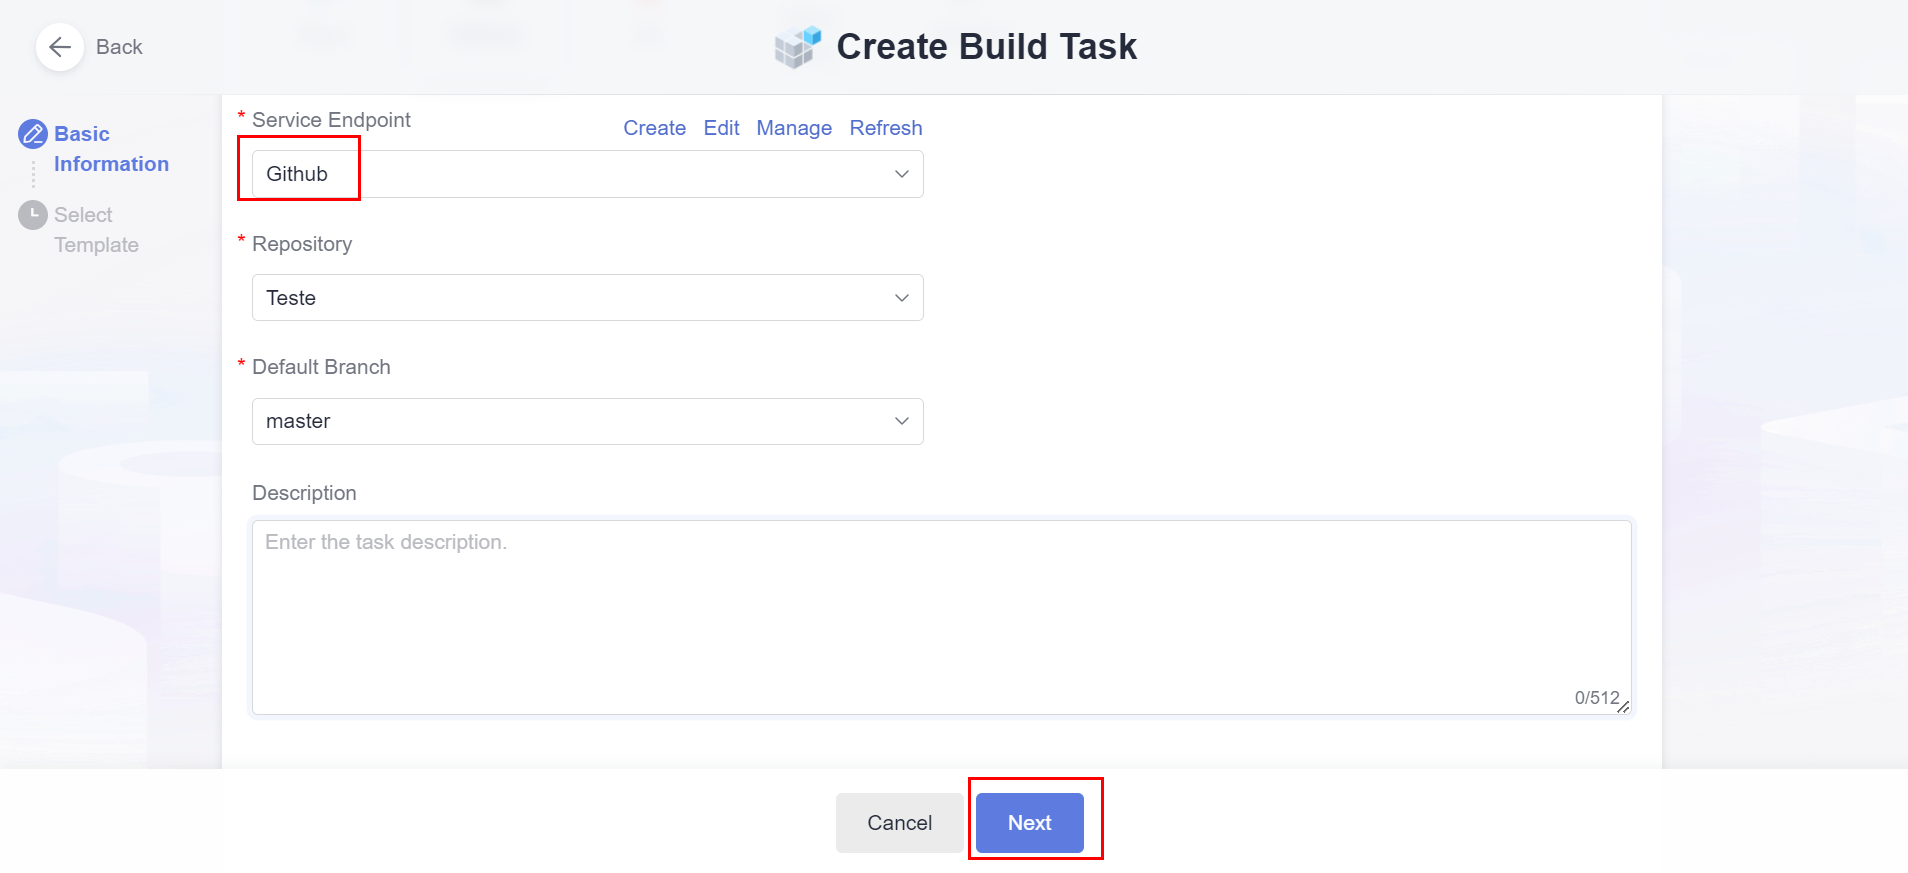 Back
Create Build Task
Basic
Information
Select
Template
* Service Endpoint
Create Edit Manage Refresh
Github
* Repository
Teste
* Default Branch
master
Description
Enter the task description.
0/512
Cancel
Next